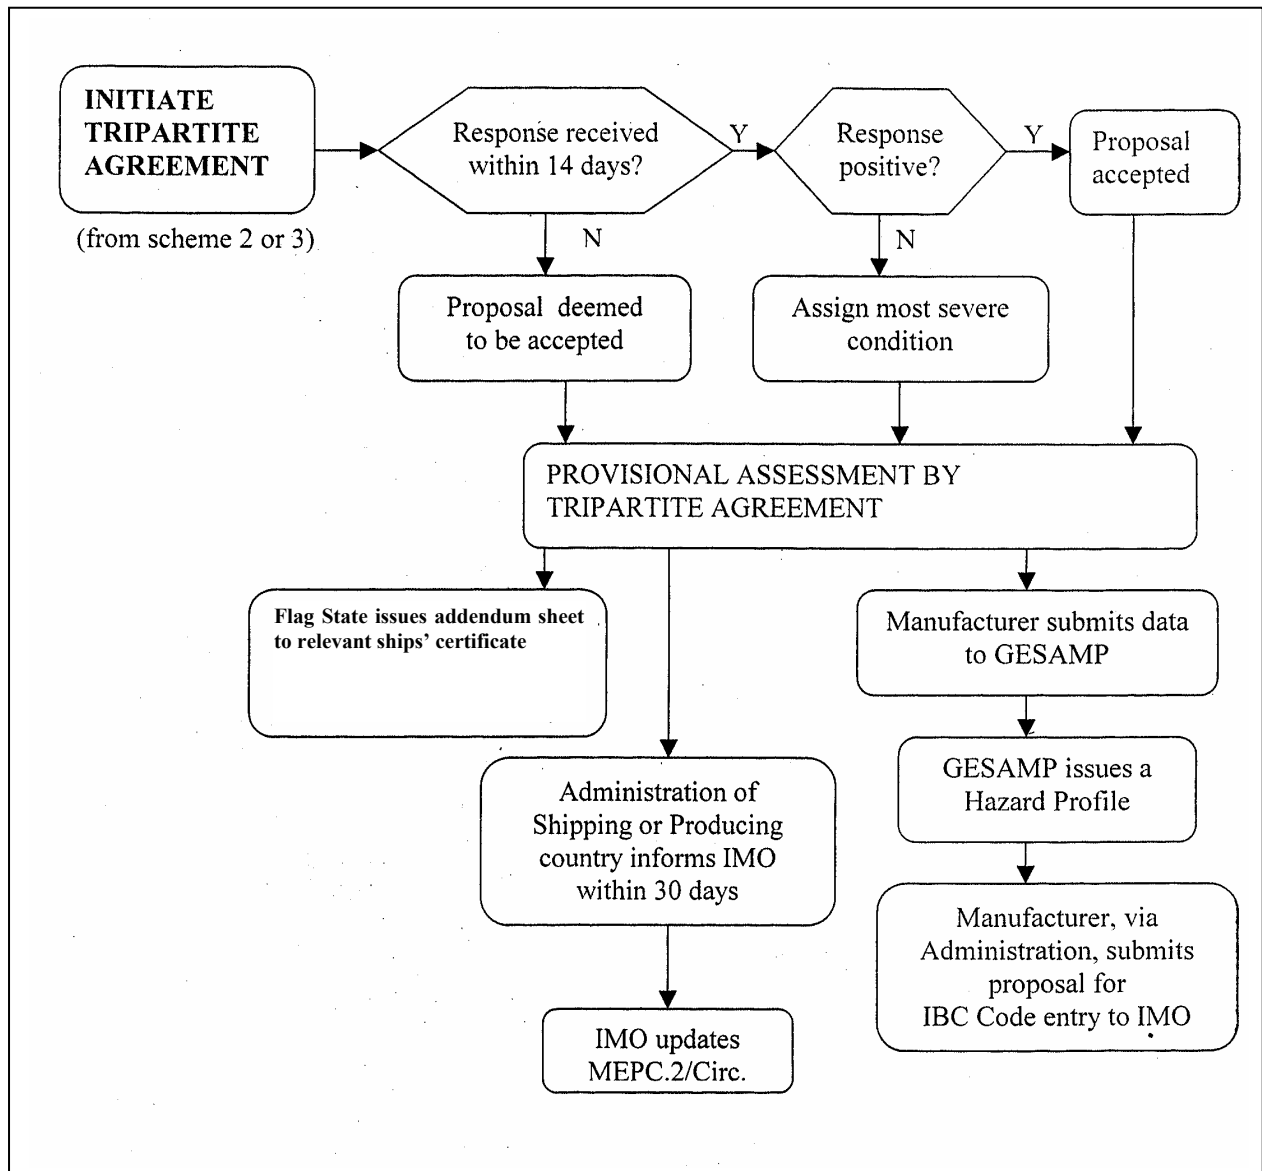 INITIATE
TRIPARTITE
AGREEMENT
(from scheme 2 or 3)
Response received
within 14 days?
Y
Response
positive?
Y
Proposal
accepted
N
N
Proposal deemed
to be accepted
Assign most severe
condition
PROVISIONAL ASSESSMENT BY
TRIPARTITE AGREEMENT
Flag State issues addendum sheet
to relevant ships' certificate
Manufacturer submits data
to GESAMP
Administration of
Shipping or Producing
country informs IMO
within 30 days
GESAMP issues a
Hazard Profile
Manufacturer, via
Administration, submits
proposal for
IBC Code entry to IMO
IMO updates
MEPC.2/Circ.